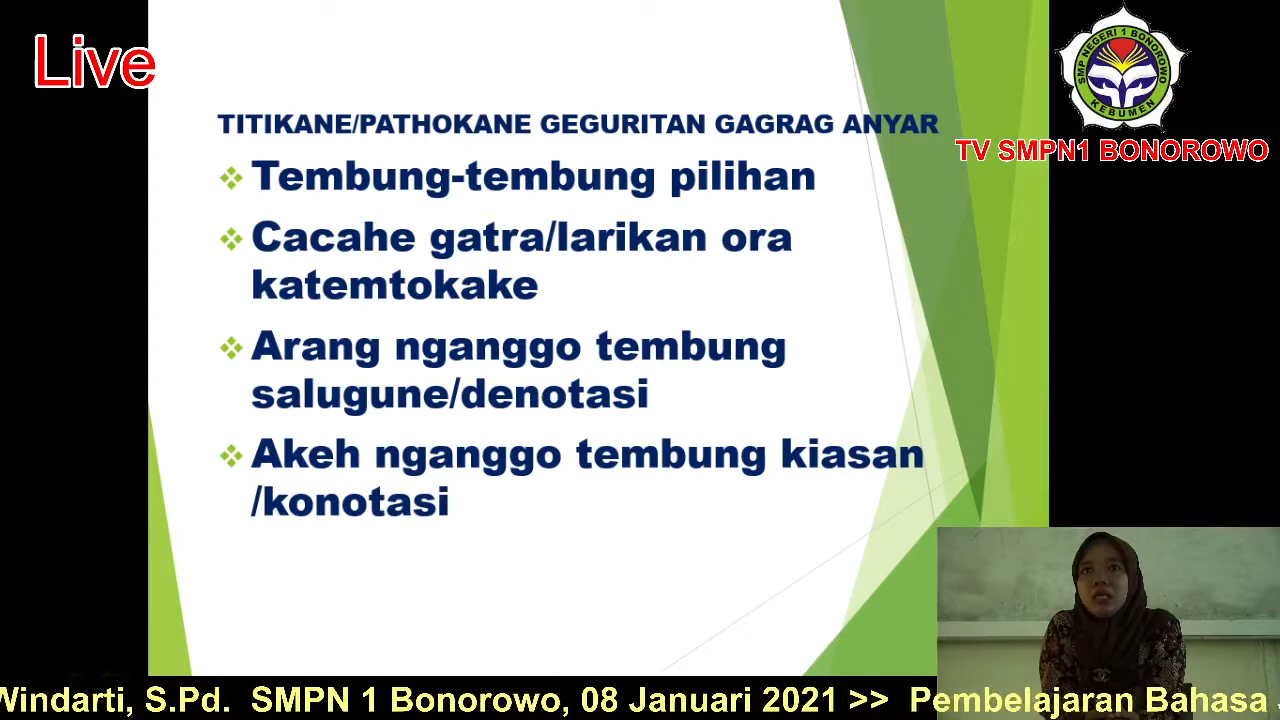 Live
SMP NEGERI 1 BONOROWO
KEBUMEN
TV SMPN1 BONOROWO
TITIKANE/PATHOKANE GEGURITAN GAGRAG ANYAR
Tembung-tembung pilihan
Cacahe gatra/larikan ora
katemtokake
Arang nganggo tembung
salugune/denotasi
Akeh nganggo tembung kiasan
/konotasi
Windarti, S.Pd. SMPN 1 Bonorowo, 08 Januari 2021 >> Pembelajaran Bahasa